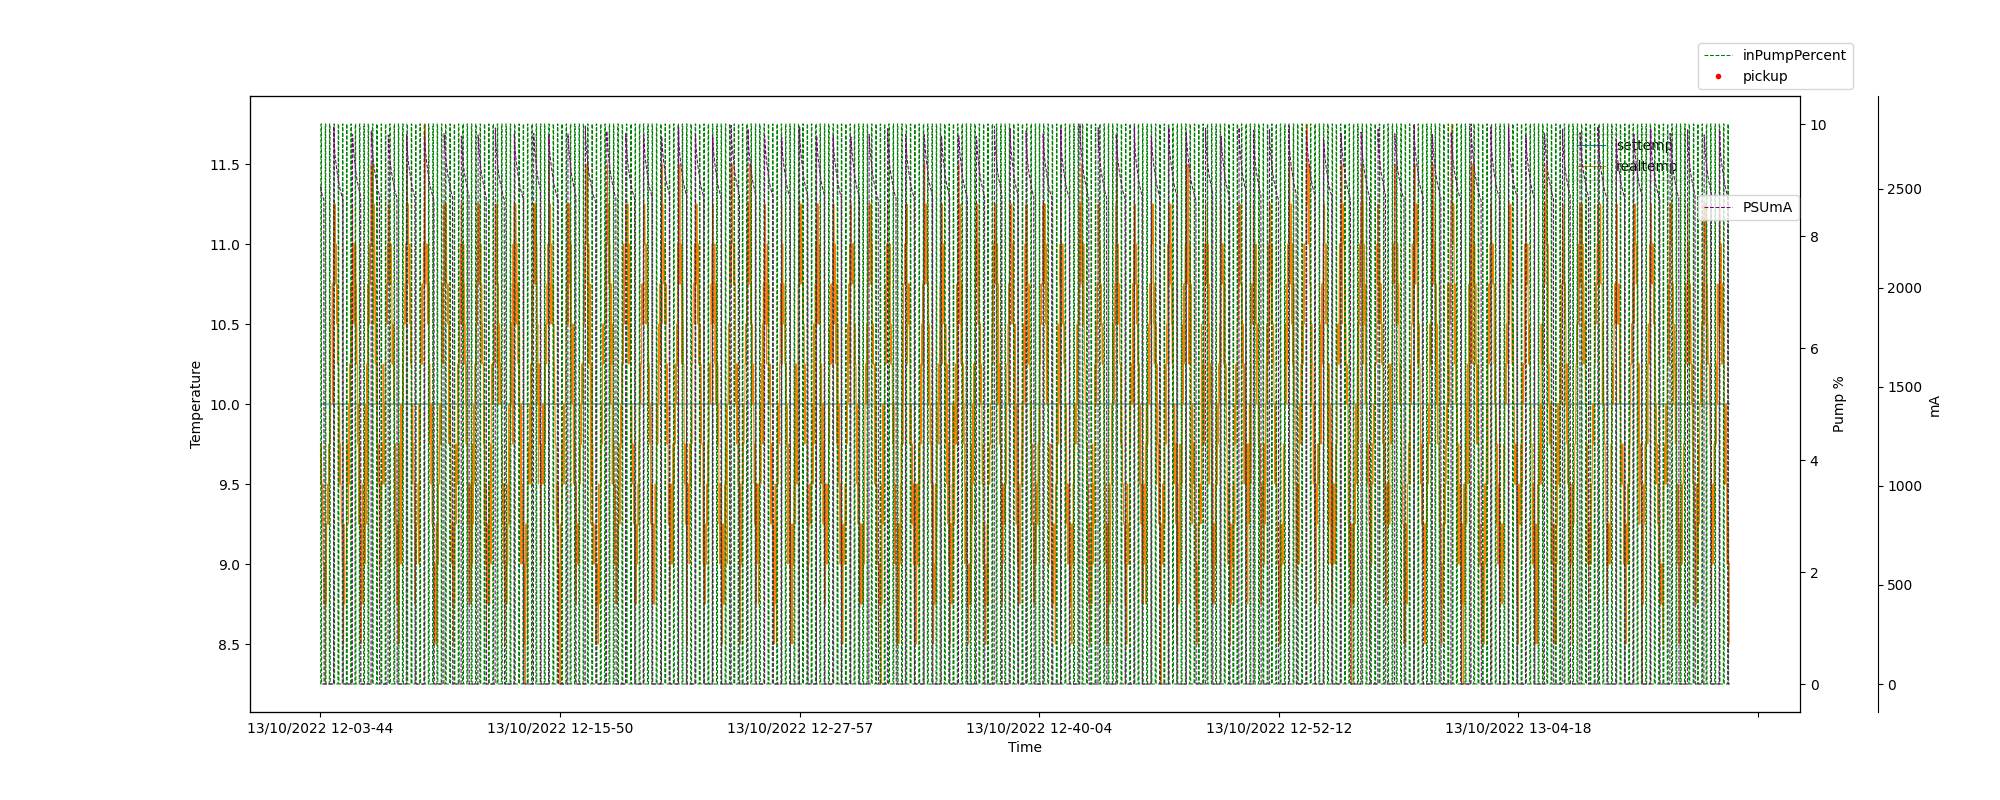 inPumpPercent
pickup
settemp
realtemp
PSUmA
11.5
11.0
10.5
10.0
9.5
9.0
8.5
Temperature
10
8
6
4
2
0
Pump %
2500
2000
1500
1000
500
0
mA
13/10/2022 12-03-44
13/10/2022 12-15-50
13/10/2022 12-27-57
13/10/2022 12-40-04
13/10/2022 12-52-12
13/10/2022 13-04-18
Time